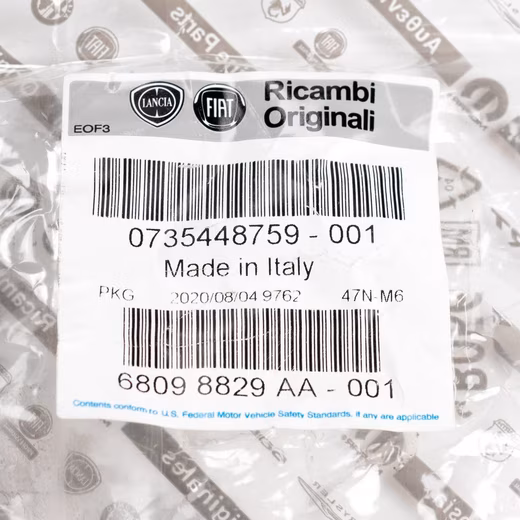 LANCIA
FIAT
Ricambi
Originali
EOF3
0735448759 - 001
Made in Italy
PKG 2020/08/04 9762 47N-M6
6809 8829 AA - 001
Contents conform to U.S. Federal Motor Vehicle Safety Standards, if any are applicable